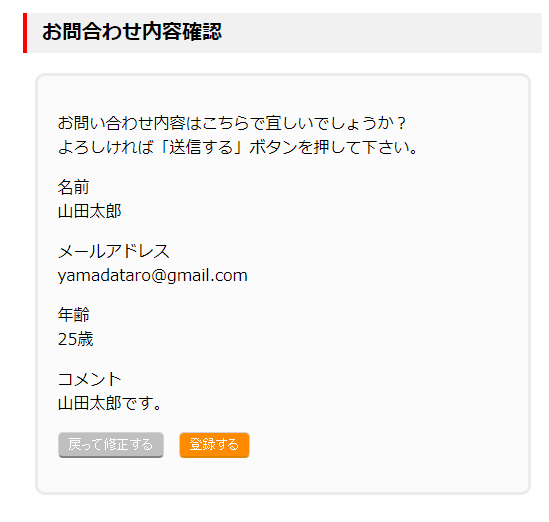 お問合わせ内容確認
お問い合わせ内容はこちらで宜しいでしょうか？
よろしければ「送信する」ボタンを押して下さい。
名前
山田太郎
メールアドレス
yamadataro@gmail.com
年齢
25歳
コメント
山田太郎です。
戻って修正する 登録する